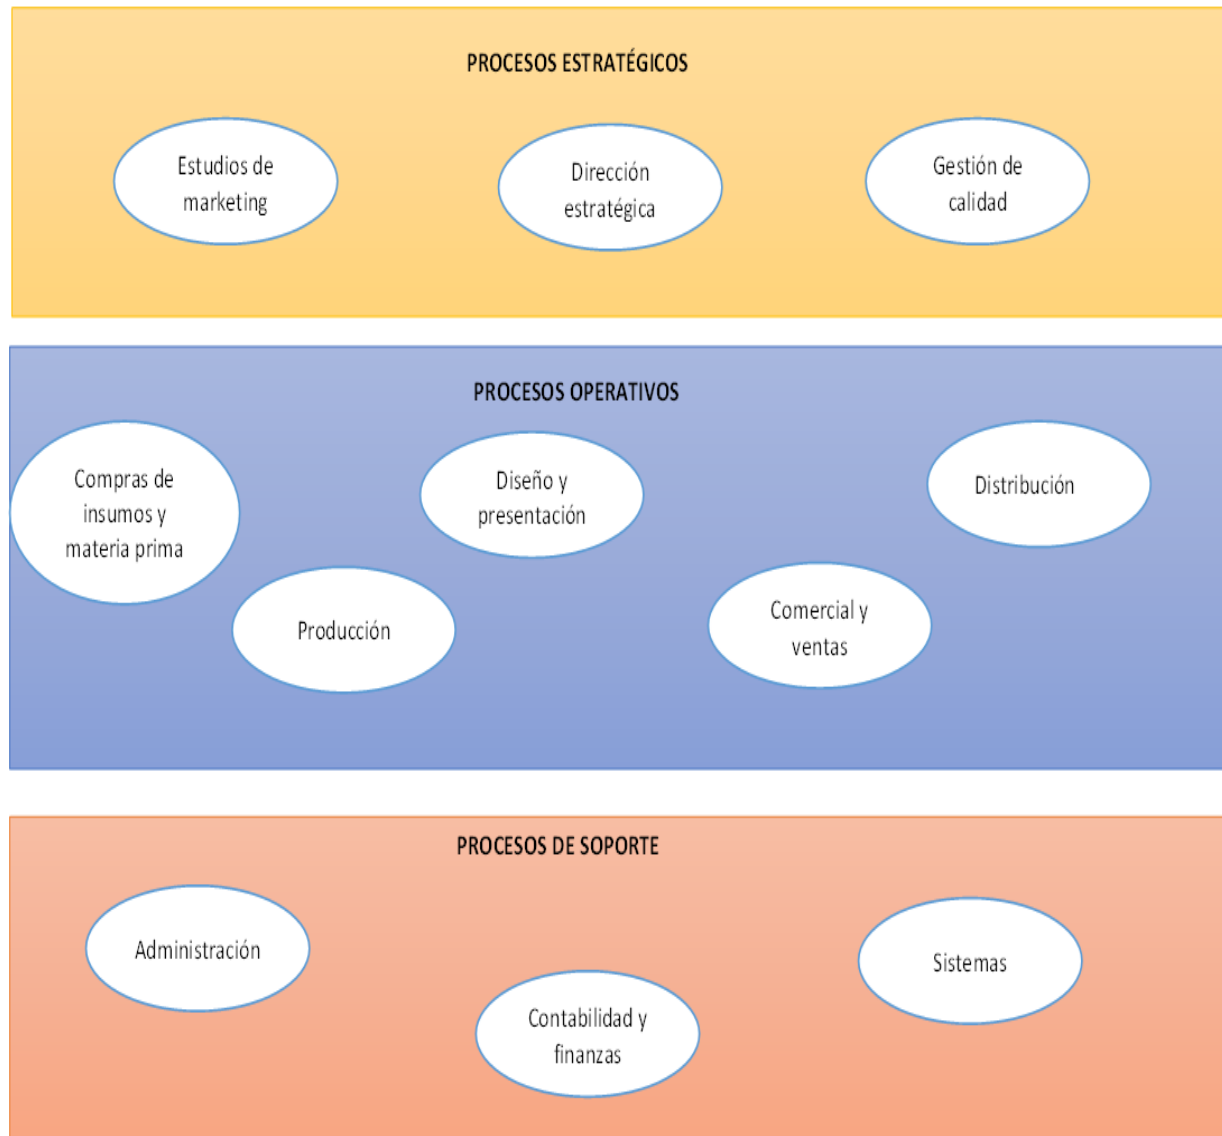 PROCESOS ESTRATÉGICOS
Estudios de
marketing
Dirección
estratégica
Gestión de
calidad
PROCESOS OPERATIVOS
Compras de
insumos y
materia prima
Producción
Diseño y
presentación
Comercial y
ventas
Distribución
PROCESOS DE SOPORTE
Administración
Contabilidad y
finanzas
Sistemas